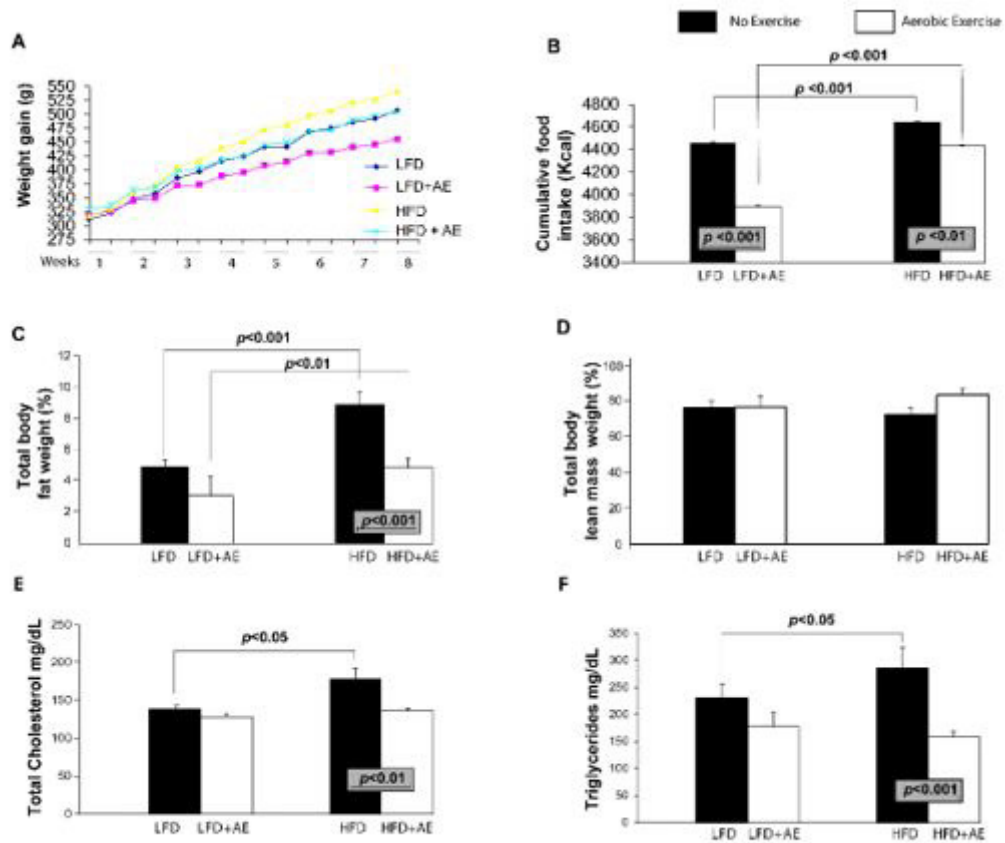 No Exercise
Aerobic Exercise
A
Weight gain (g)
550
525
500
475
450
425
400
375
350
325
300
275
LFD
LFD+AE
HFD
HFD + AE
Weeks
1
2
3
4
5
6
7
8
B
Cumulative food
intake (Kcal)
4800
4600
4400
4200
4000
3800
3600
3400
p <0.001
p <0.001
p <0.001
p <0.01
LFD LFD+AE
HFD HFD+AE
C
Total body
fat weight (%)
12
10
8
6
4
2
0
p<0.001
p<0.01
p<0.001
LFD LFD+AE
HFD HFD+AE
D
Total body
lean mass weight (%)
100
80
60
40
20
0
LFD LFD+AE
HFD HFD+AE
E
Total Cholesterol mg/dL
250
200
150
100
50
0
p<0.05
p<0.01
LFD LFD+AE
HFD HFD+AE
F
Triglycerides mg/dL
350
300
250
200
150
100
50
0
p<0.05
p<0.001
LFD LFD+AE
HFD HFD+AE